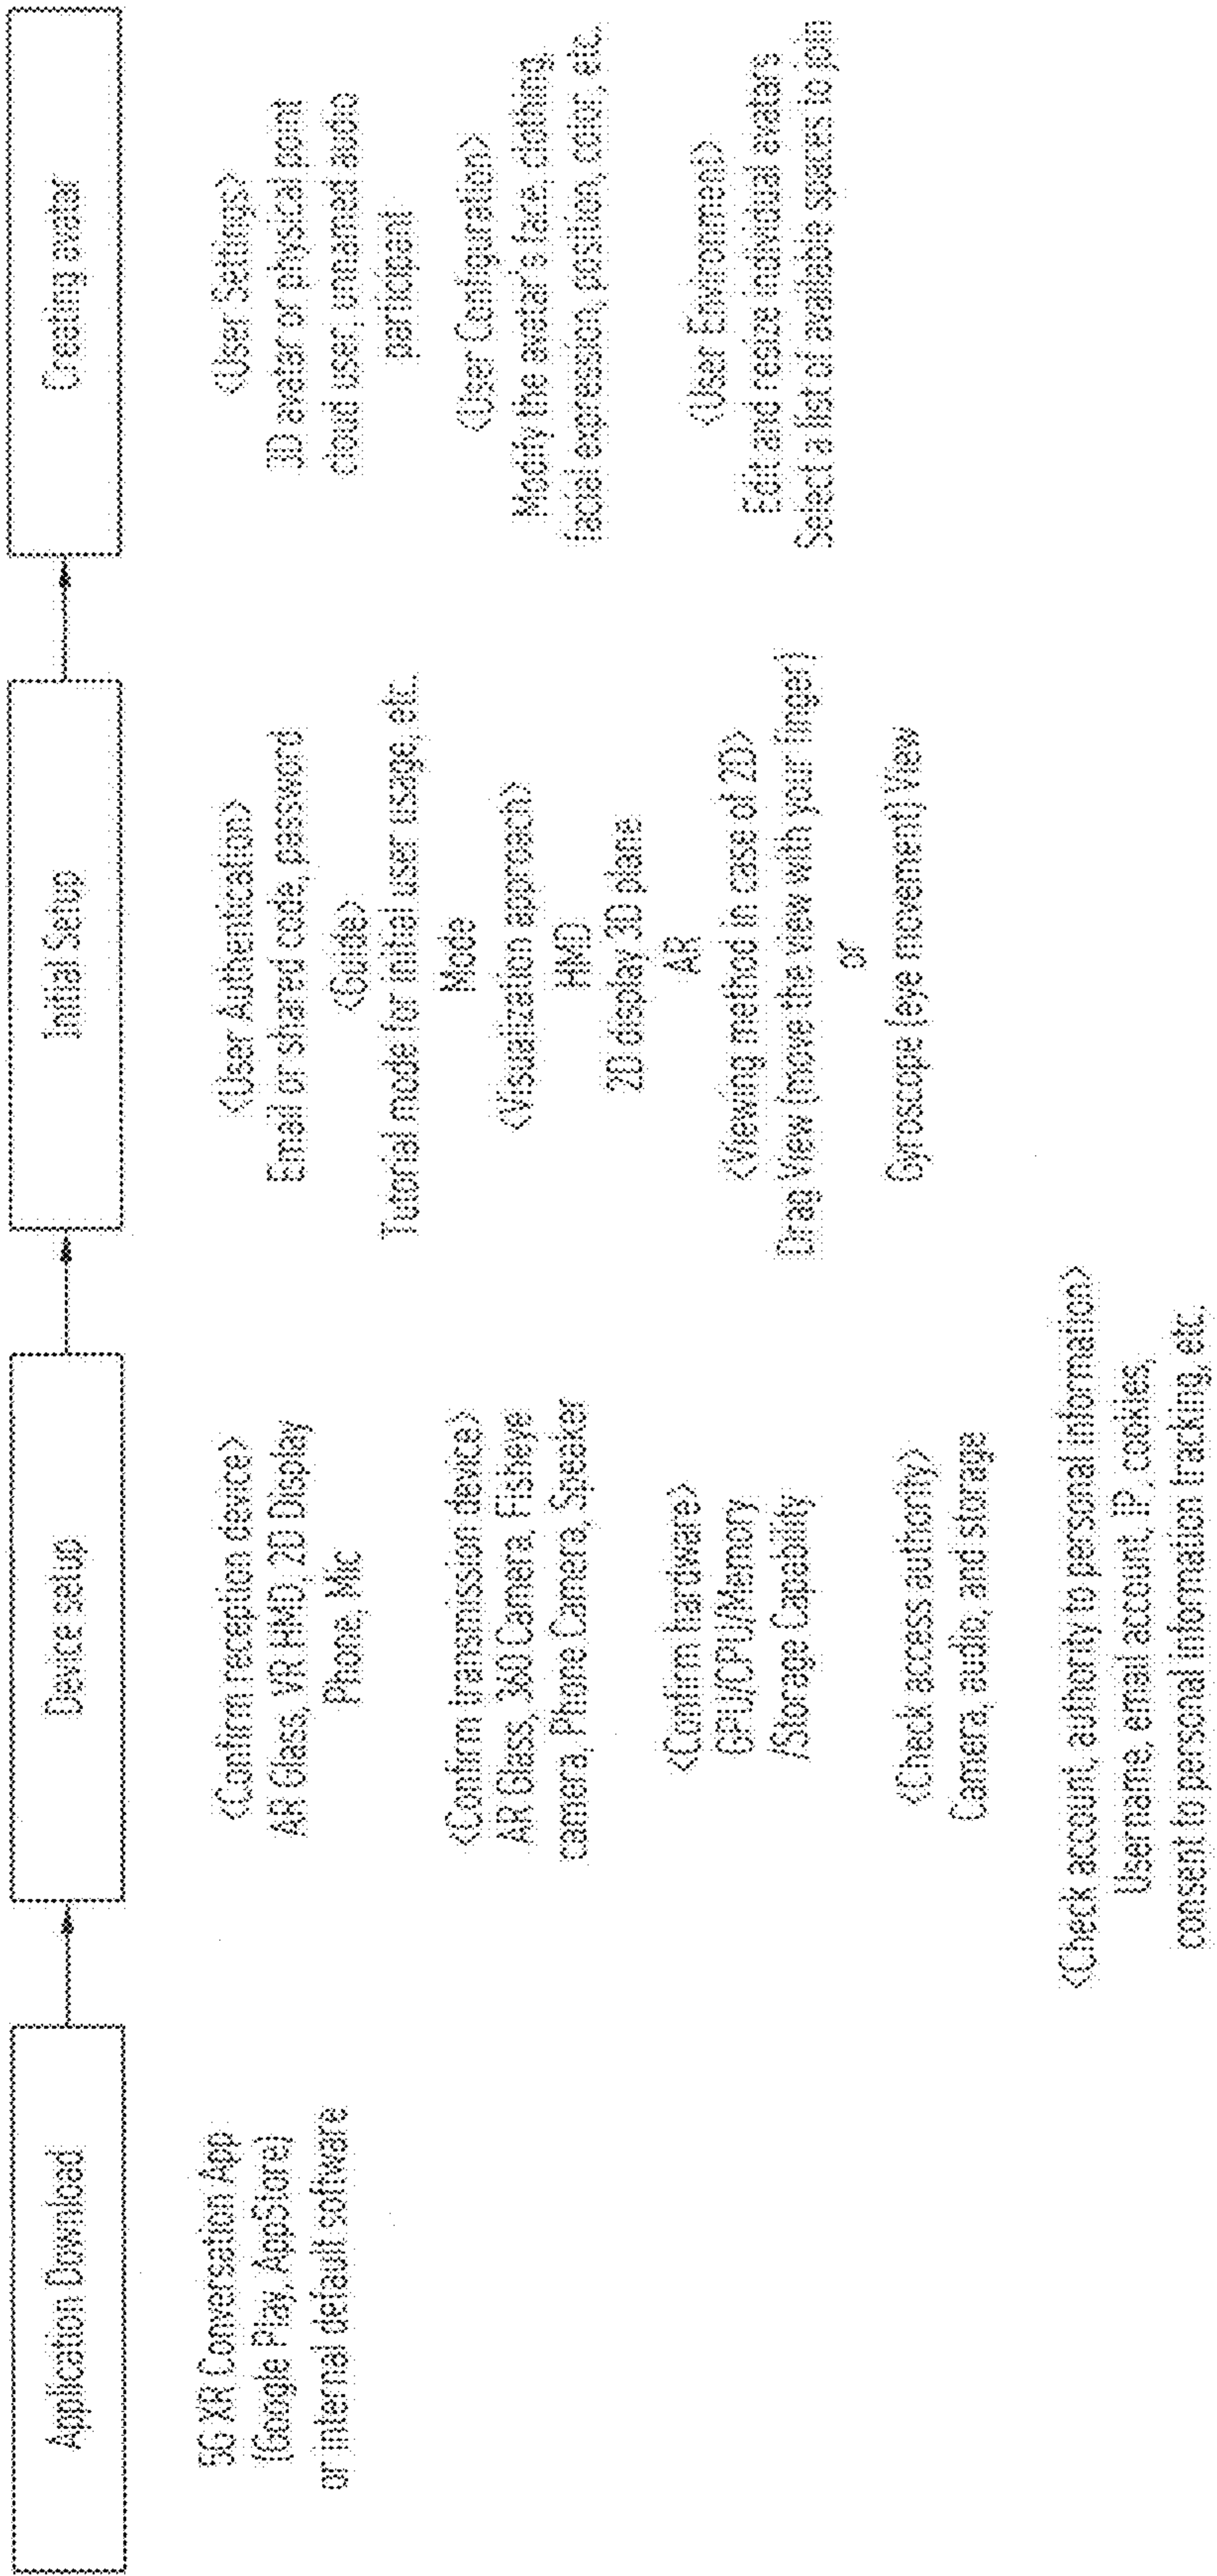 Application Download
5G XR Conversation App
(Google Play, AppStore)
or internal default software
Device setup
<Confirm reception device>
AR Glass, VR HMD, 2D Display
Phone, Mic
<Confirm transmission device>
AR Glass, 360 Camera, Fisheye
camera, Phone Camera, Speaker
<Confirm hardware>
GPU/CPU/Memory
/Storage Capability
<Check access authority>
Camera, audio, and storage
<Check account, authority to personal information>
Username, email account, IP, cookies,
consent to personal information tracking, etc.
Initial Setup
<User Authentication>
Email or shared code, password
<Guide>
Tutorial mode for initial user usage, etc.
Mode
<Visualization approach>
HMD
2D display 3D plane
AR
<Viewing method in case of 2D>
Drag View (move the view with your finger)
or
Gyroscope (eye movement) View
Creating avatar
<User Settings>
3D avatar or physical point
cloud user, unmanned audio
participant
<User Configuration>
Modify the avatar's face, clothing,
facial expression, position, color, etc.
<User Environment>
Edit and resize individual avatars
Select a list of available spaces to join